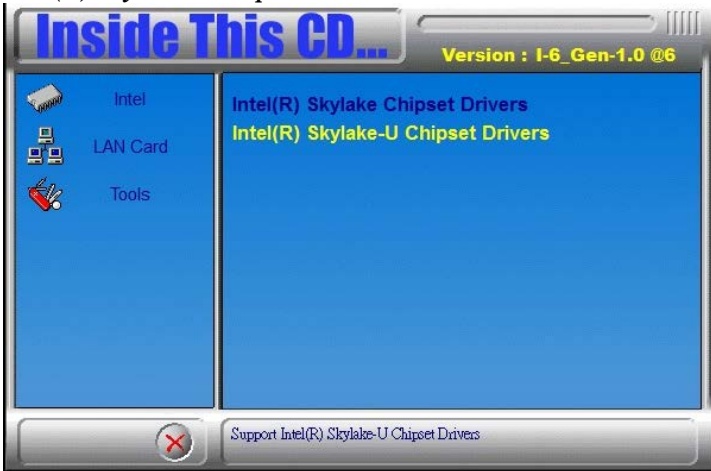 Inside This CD...
Version : I-6_Gen-1.0 @6
Intel
LAN Card
Tools
Intel(R) Skylake Chipset Drivers
Intel(R) Skylake-U Chipset Drivers
Support Intel(R) Skylake-U Chipset Drivers